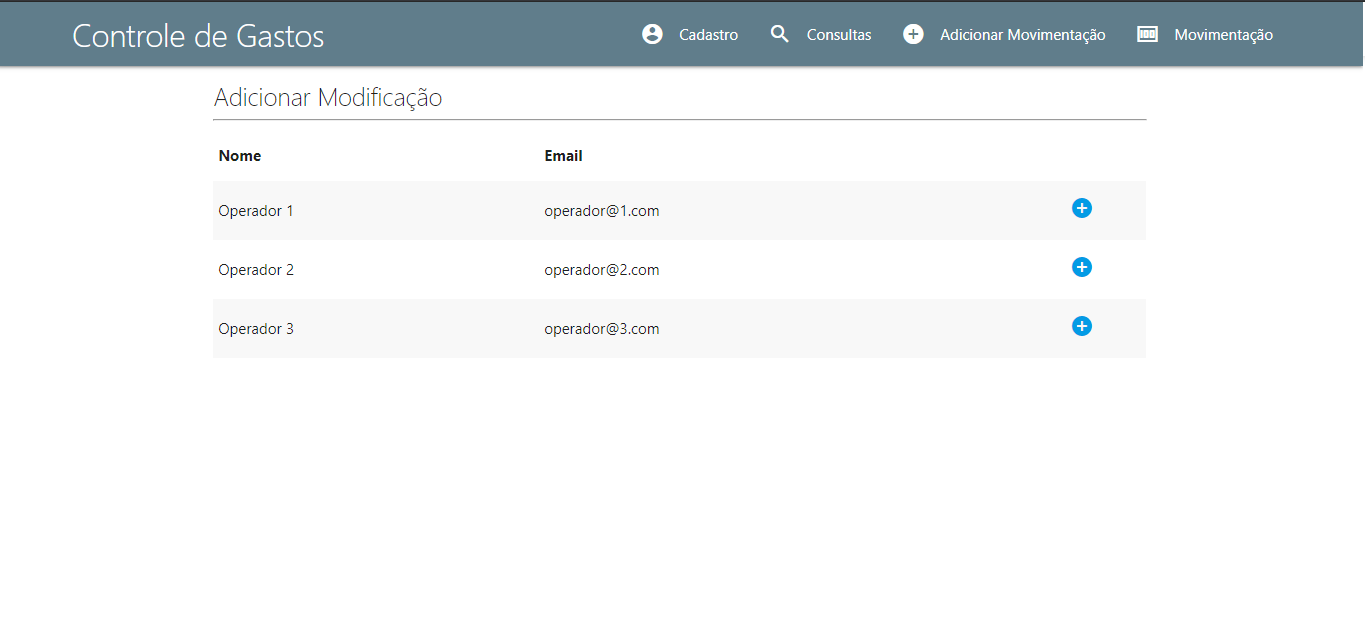 Controle de Gastos
Cadastro
Consultas
Adicionar Movimentação
Movimentação
Adicionar Modificação
Nome Email
Operador 1 operador@1.com
Operador 2 operador@2.com
Operador 3 operador@3.com